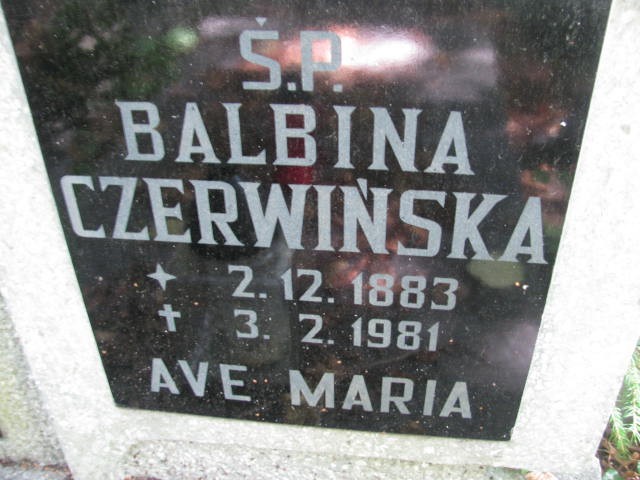 Ś.P.
BALBINA
CZERWIŃSKA
✦ 2.12.1883
✝ 3. 2.1981
AVE MARIA